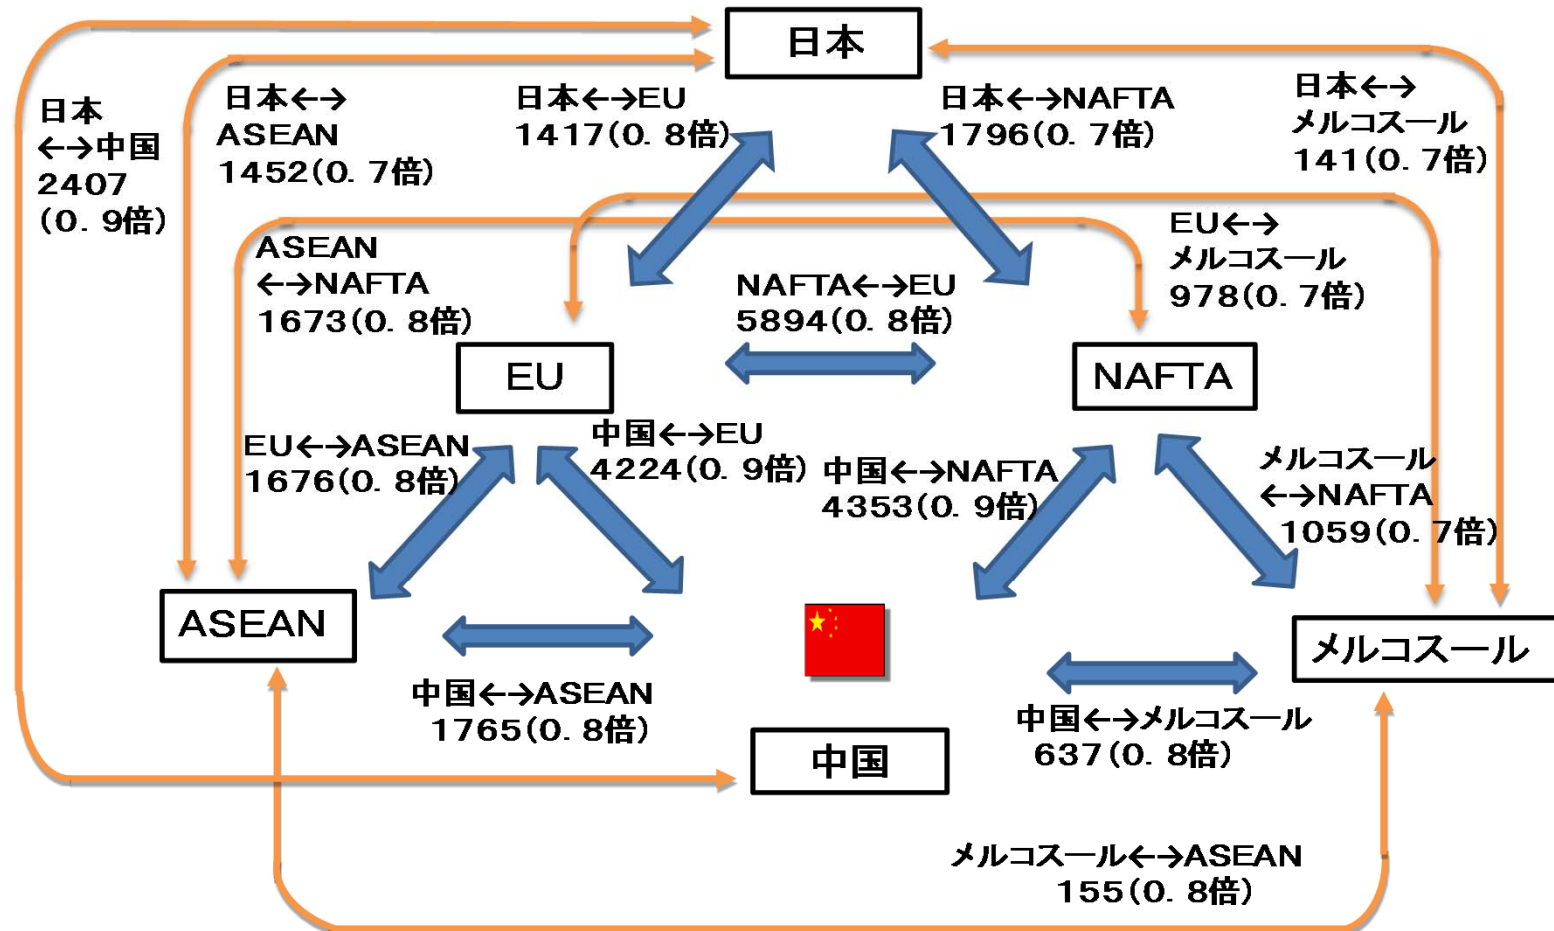 日本
日本
←→中国
2407
(0. 9倍)
日本←→
ASEAN
1452(0. 7倍)
日本←→EU
1417(0. 8倍)
日本←→NAFTA
1796(0. 7倍)
日本←→
メルコスール
141(0. 7倍)
ASEAN
←→NAFTA
1673(0. 8倍)
NAFTA←→EU
5894(0. 8倍)
EU←→
メルコスール
978(0. 7倍)
EU
NAFTA
EU←→ASEAN
1676(0. 8倍)
中国←→EU
4224(0. 9倍)
中国←→NAFTA
4353(0. 9倍)
メルコスール
←→NAFTA
1059(0. 7倍)
ASEAN
メルコスール
中国←→ASEAN
1765(0. 8倍)
中国←→メルコスール
637(0. 8倍)
中国
メルコスール←→ASEAN
155(0. 8倍)